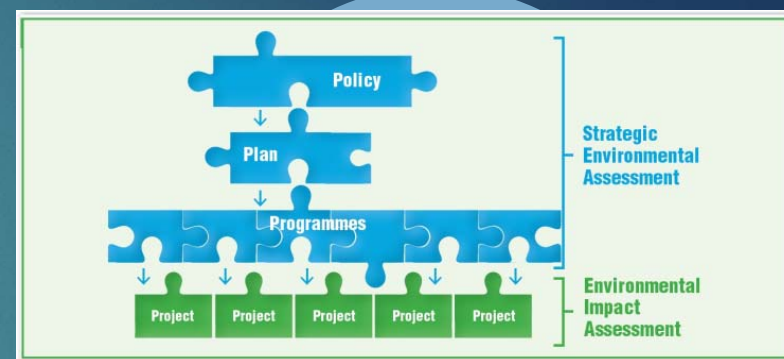 Policy
Plan
Programmes
Strategic
Environmental
Assessment
Project Project Project Project Project
Environmental
Impact
Assessment